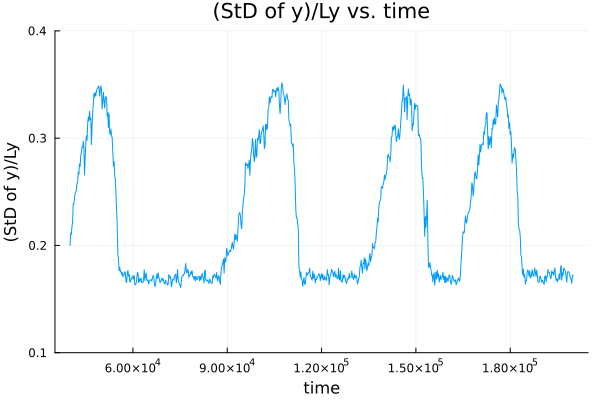 (StD of y)/Ly vs. time
0.4
0.3
0.2
0.1
(StD of y)/Ly
6.00×10⁴ 9.00×10⁴ 1.20×10⁵ 1.50×10⁵ 1.80×10⁵
time